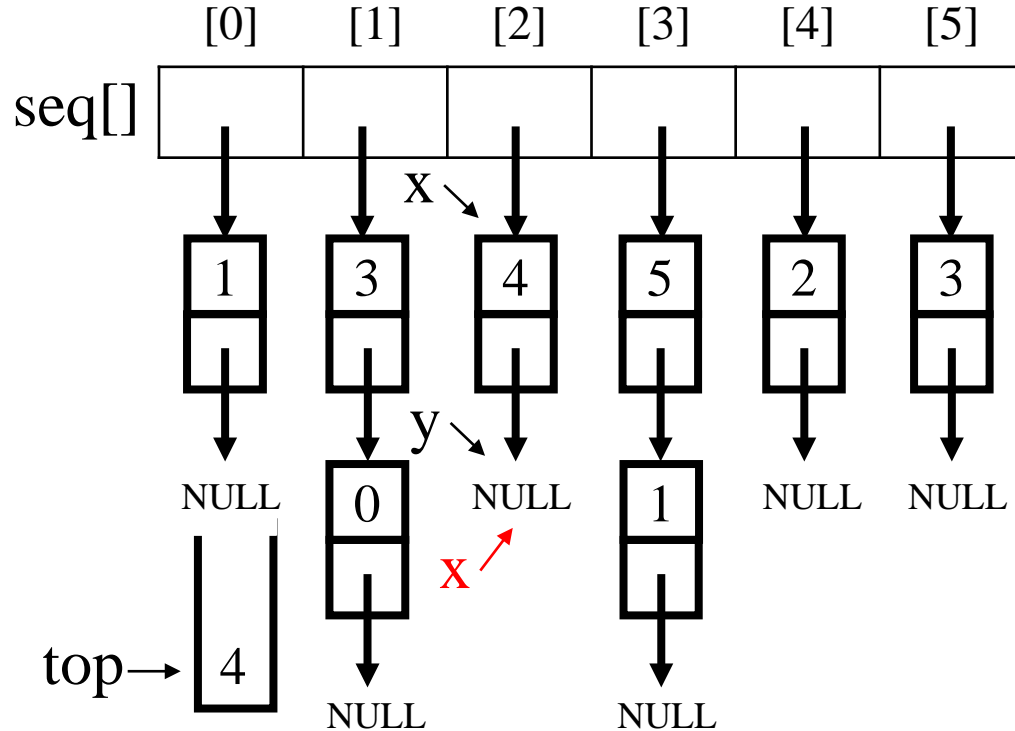 [0] [1] [2] [3] [4] [5]
seq[]
x
1 3 4 5 2 3
y
NULL 0 NULL 1 NULL NULL
x
top 4
NULL NULL